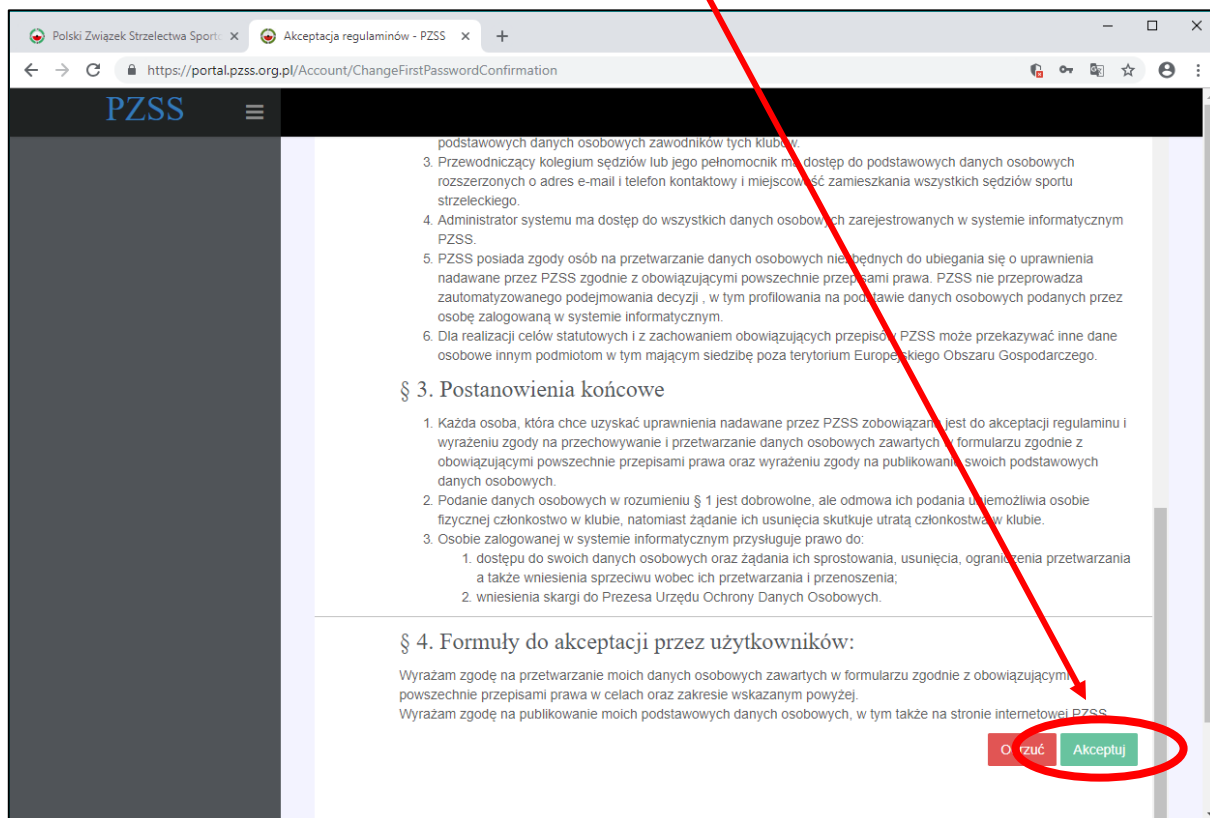 Polski Związek Strzelectwa Sporto
Akceptacja regulaminów - PZSS
https://portal.pzss.org.pl/Account/ChangeFirstPasswordConfirmation
PZSS
podstawowych danych osobowych zawodników tych klubów.
3. Przewodniczący kolegium sędziów lub jego pełnomocnik ma dostęp do podstawowych danych osobowych
rozszerzonych o adres e-mail i telefon kontaktowy i miejscowość zamieszkania wszystkich sędziów sportu
strzeleckiego.
4. Administrator systemu ma dostęp do wszystkich danych osobowych zarejestrowanych w systemie informatycznym
PZSS.
5. PZSS posiada zgody osób na przetwarzanie danych osobowych niezbędnych do ubiegania się o uprawnienia
nadawane przez PZSS zgodnie z obowiązującymi powszechnie przepisami prawa. PZSS nie przeprowadza
zautomatyzowanego podejmowania decyzji , w tym profilowania na podstawie danych osobowych podanych przez
osobę zalogowaną w systemie informatycznym.
6. Dla realizacji celów statutowych i z zachowaniem obowiązujących przepisów PZSS może przekazywać inne dane
osobowe innym podmiotom w tym mającym siedzibę poza terytorium Europejskiego Obszaru Gospodarczego.
§ 3. Postanowienia końcowe
1. Każda osoba, która chce uzyskać uprawnienia nadawane przez PZSS zobowiązana jest do akceptacji regulaminu i
wyrażeniu zgody na przechowywanie i przetwarzanie danych osobowych zawartych w formularzu zgodnie z
obowiązującymi powszechnie przepisami prawa oraz wyrażeniu zgody na publikowanie swoich podstawowych
danych osobowych.
2. Podanie danych osobowych w rozumieniu § 1 jest dobrowolne, ale odmowa ich podania uniemożliwia osobie
fizycznej członkostwo w klubie, natomiast żądanie ich usunięcia skutkuje utratą członkostwa w klubie.
3. Osobie zalogowanej w systemie informatycznym przysługuje prawo do:
1. dostępu do swoich danych osobowych oraz żądania ich sprostowania, usunięcia, ograniczenia przetwarzania
a także wniesienia sprzeciwu wobec ich przetwarzania i przenoszenia;
2. wniesienia skargi do Prezesa Urzędu Ochrony Danych Osobowych.
§ 4. Formuły do akceptacji przez użytkowników:
Wyrażam zgodę na przetwarzanie moich danych osobowych zawartych w formularzu zgodnie z obowiązującymi
powszechnie przepisami prawa w celach oraz zakresie wskazanym powyżej.
Wyrażam zgodę na publikowanie moich podstawowych danych osobowych, w tym także na stronie internetowej PZSS
Odrzuć Akceptuj